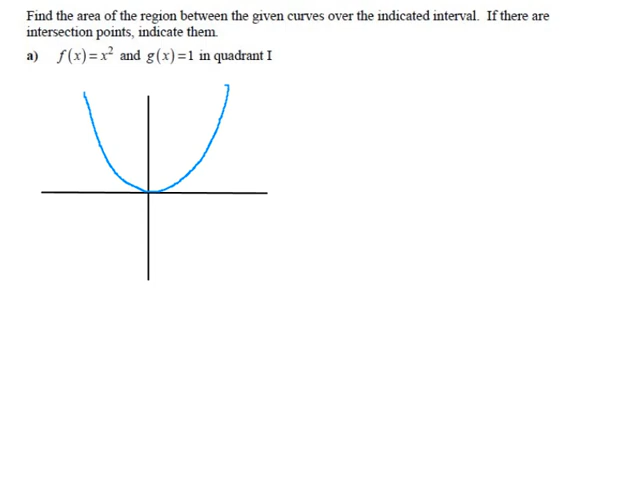 Find the area of the region between the given curves over the indicated interval. If there are
intersection points, indicate them.
a) f(x)=x² and g(x)=1 in quadrant I